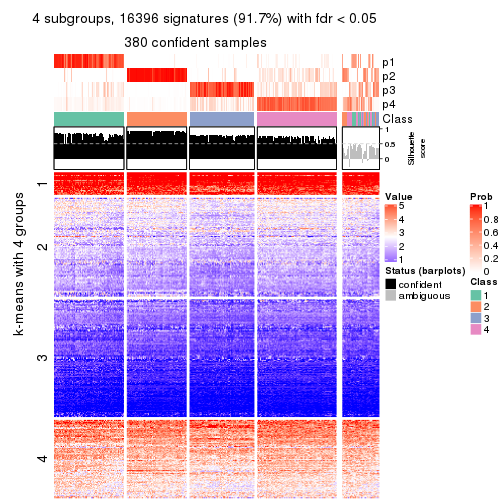 4 subgroups, 16396 signatures (91.7%) with fdr < 0.05
380 confident samples
p1
p2
p3
p4
Class
1
0.5
0
Silhouette
score
k-means with 4 groups
1
2
3
4
Value
5
4
3
2
1
Status (barplots)
confident
ambiguous
Prob
1
0.8
0.6
0.4
0.2
0
Class
1
2
3
4